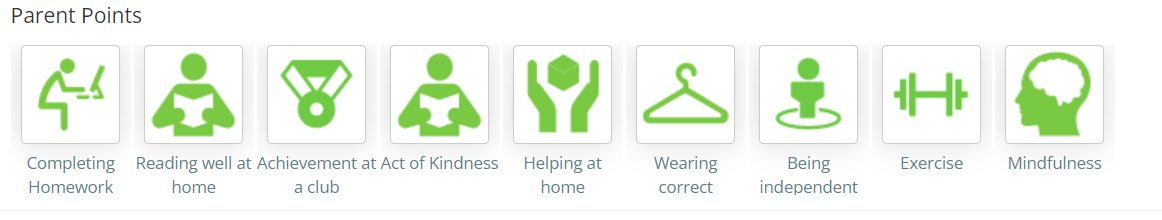 Parent Points
Completing
Homework
Reading well at
home
Achievement at
a club
Act of Kindness
Helping at
home
Wearing
correct
Being
independent
Exercise
Mindfulness